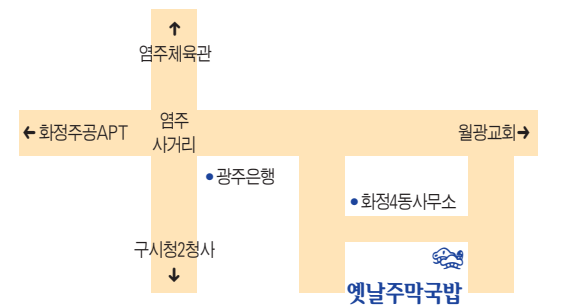 ↑
염주체육관
← 화정주공APT
염주
사거리
월광교회→
•광주은행
•화정4동사무소
구시청2청사
↓
옛날주막국밥